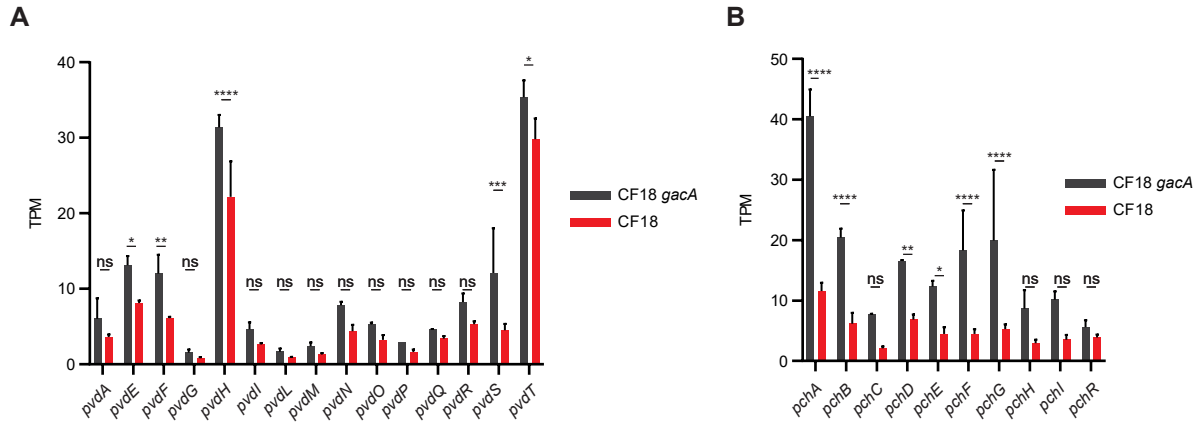 A
TPM
40
30
20
10
0
ns
*
**
ns
****
ns
ns
ns
ns
ns
ns
ns
ns
***
*
pvdA
pvdE
pvdF
pvdG
pvdH
pvdI
pvdL
pvdM
pvdN
pvdO
pvdP
pvdQ
pvdR
pvdS
pvdT
CF18 gacA
CF18
B
TPM
50
40
30
20
10
0
****
****
ns
**
*
****
****
ns
ns
ns
pchA
pchB
pchC
pchD
pchE
pchF
pchG
pchH
pchI
pchR
CF18 gacA
CF18